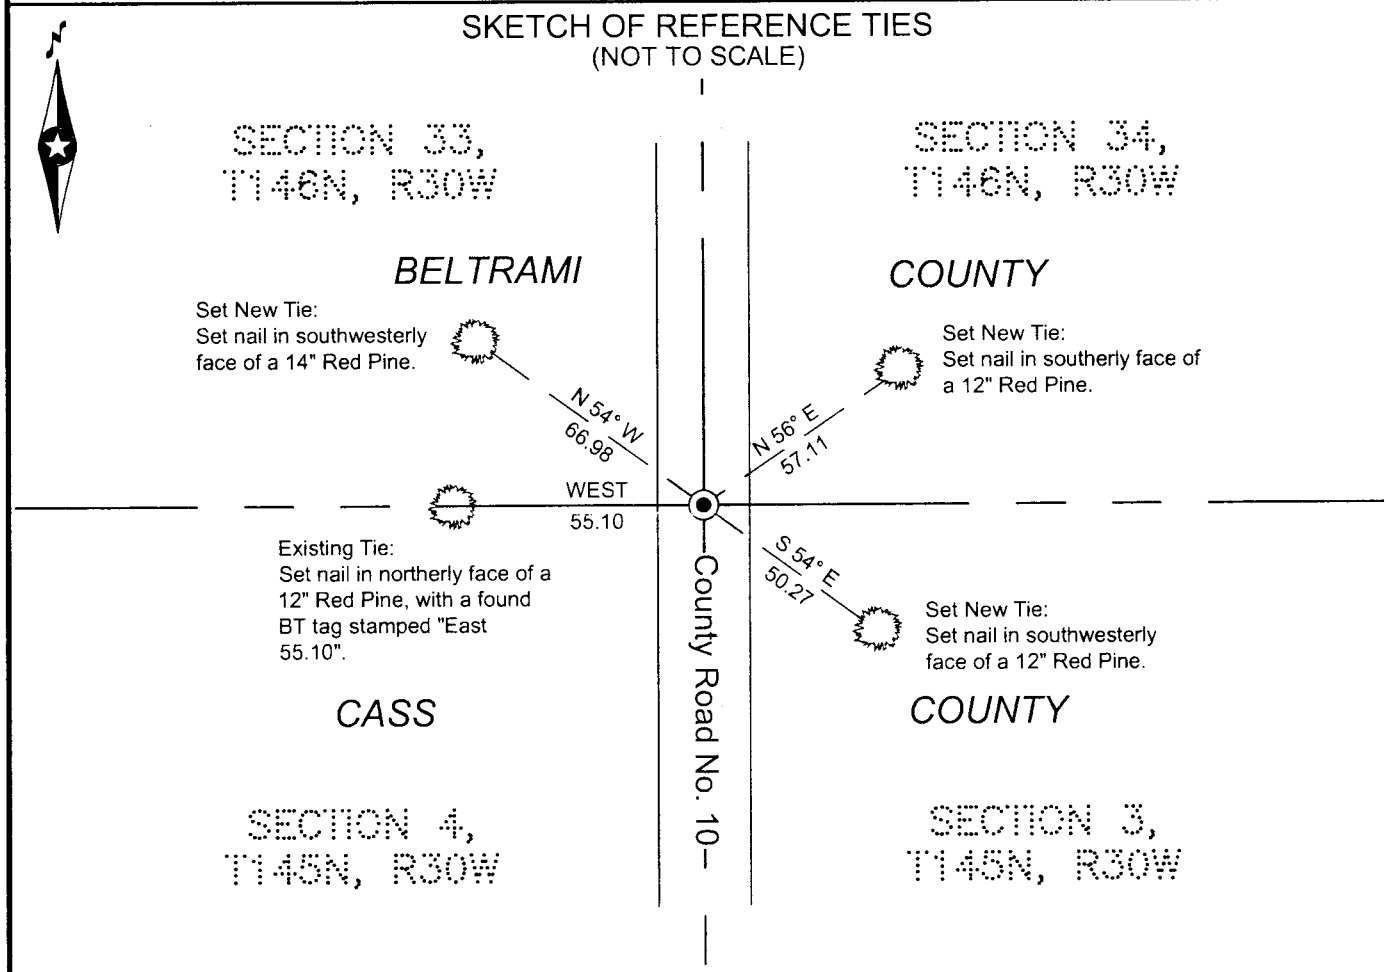 SKETCH OF REFERENCE TIES
(NOT TO SCALE)
N
SECTION 33,
T146N, R30W
SECTION 34,
T146N, R30W
BELTRAMI
COUNTY
Set New Tie:
Set nail in southwesterly
face of a 14" Red Pine.
Set New Tie:
Set nail in southerly face of
a 12" Red Pine.
N 54° W
66.98
N 56° E
57.11
WEST
55.10
Existing Tie:
Set nail in northerly face of a
12" Red Pine, with a found
BT tag stamped "East
55.10".
S 54° E
50.27
Set New Tie:
Set nail in southwesterly
face of a 12" Red Pine.
County Road No. 10
CASS
COUNTY
SECTION 4,
T145N, R30W
SECTION 3,
T145N, R30W